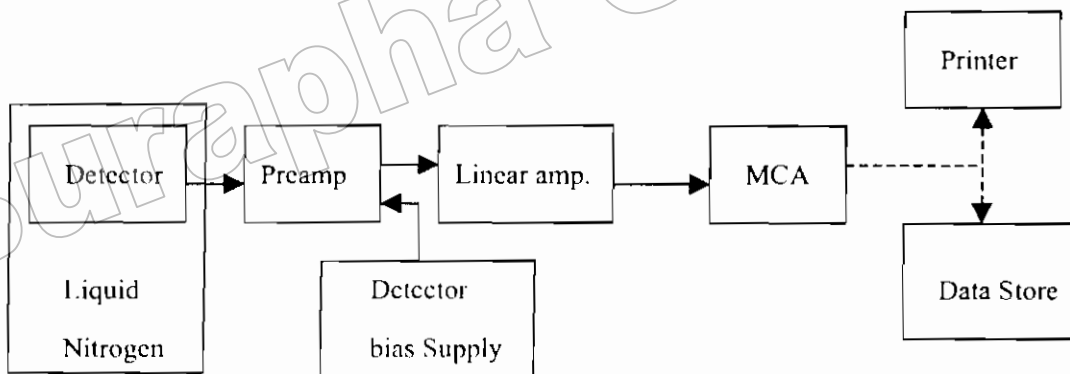 Printer
Detector
Preamp
Linear amp.
MCA
Liquid
Nitrogen
Detector
bias Supply
Data Store